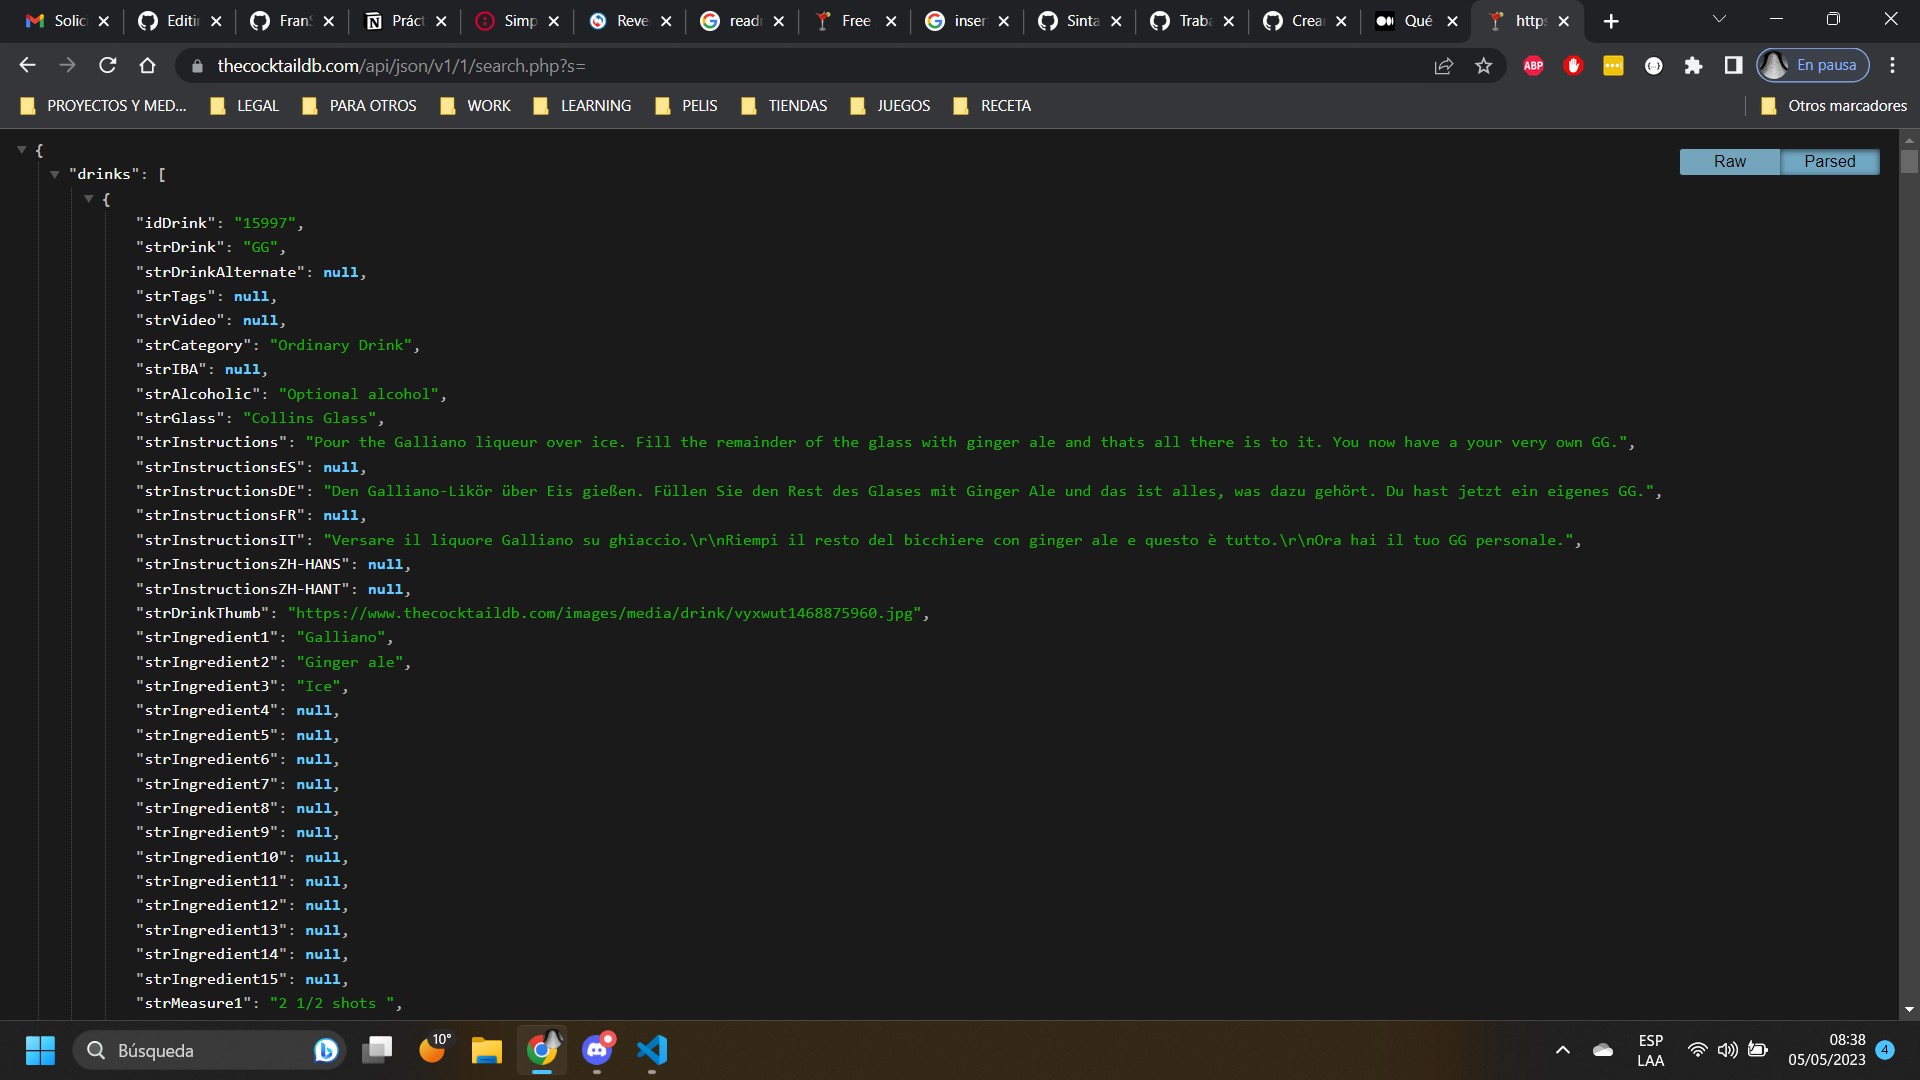 Solici
Editin
FranS
Práct
Simp
Reve
readn
Free
inser
Sinta
Traba
Crea
Qué
https
thecocktaildb.com/api/json/v1/1/search.php?s=
ABP
En pausa
PROYECTOS Y MED...
LEGAL
PARA OTROS
WORK
LEARNING
PELIS
TIENDAS
JUEGOS
RECETA
Otros marcadores
Raw
Parsed
{
"drinks": [
{
"idDrink": "15997",
"strDrink": "GG",
"strDrinkAlternate": null,
"strTags": null,
"strVideo": null,
"strCategory": "Ordinary Drink",
"strIBA": null,
"strAlcoholic": "Optional alcohol",
"strGlass": "Collins Glass",
"strInstructions": "Pour the Galliano liqueur over ice. Fill the remainder of the glass with ginger ale and thats all there is to it. You now have a your very own GG.",
"strInstructionsES": null,
"strInstructionsDE": "Den Galliano-Likör über Eis gießen. Füllen Sie den Rest des Glases mit Ginger Ale und das ist alles, was dazu gehört. Du hast jetzt ein eigenes GG.",
"strInstructionsFR": null,
"strInstructionsIT": "Versare il liquore Galliano su ghiaccio.\r\nRiempi il resto del bicchiere con ginger ale e questo è tutto.\r\nOra hai il tuo GG personale.",
"strInstructionsZH-HANS": null,
"strInstructionsZH-HANT": null,
"strDrinkThumb": "https://www.thecocktaildb.com/images/media/drink/vyxwut1468875960.jpg",
"strIngredient1": "Galliano",
"strIngredient2": "Ginger ale",
"strIngredient3": "Ice",
"strIngredient4": null,
"strIngredient5": null,
"strIngredient6": null,
"strIngredient7": null,
"strIngredient8": null,
"strIngredient9": null,
"strIngredient10": null,
"strIngredient11": null,
"strIngredient12": null,
"strIngredient13": null,
"strIngredient14": null,
"strIngredient15": null,
"strMeasure1": "2 1/2 shots ",
Búsqueda
10°
ESP
LAA
08:38
05/05/2023
4